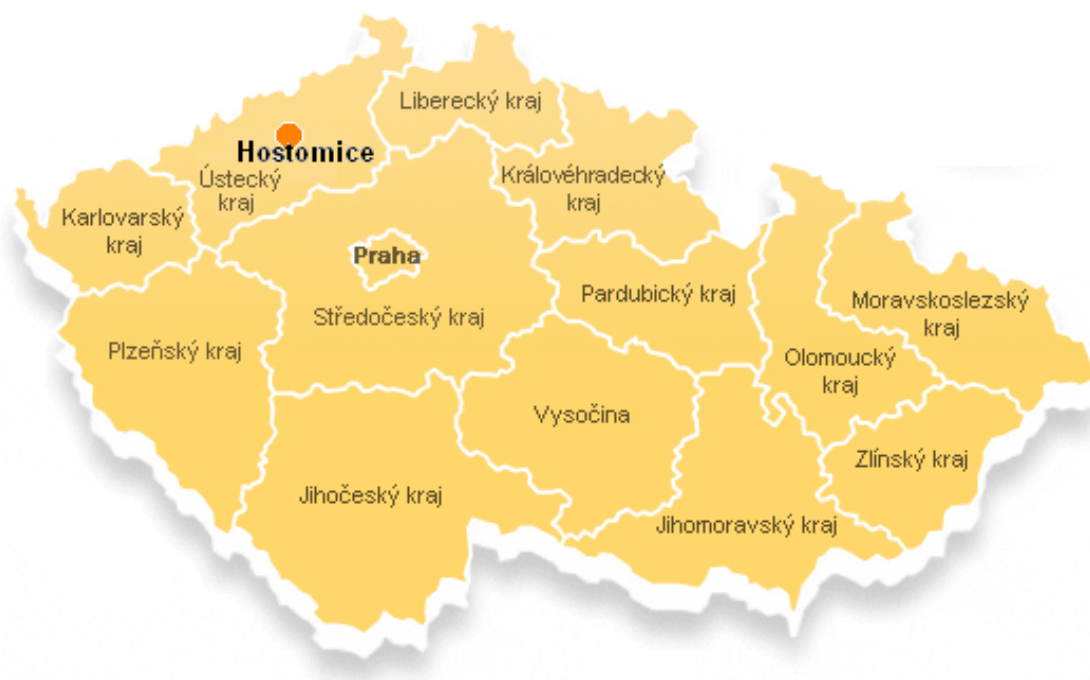 Liberecký kraj
Hostomice
Ústecký
kraj
Královéhradecký
kraj
Karlovarský
kraj
Praha
Pardubický kraj
Moravskoslezský
kraj
Středočeský kraj
Plzeňský kraj
Olomoucký
kraj
Vysočina
Zlínský kraj
Jihočeský kraj
Jihomoravský kraj